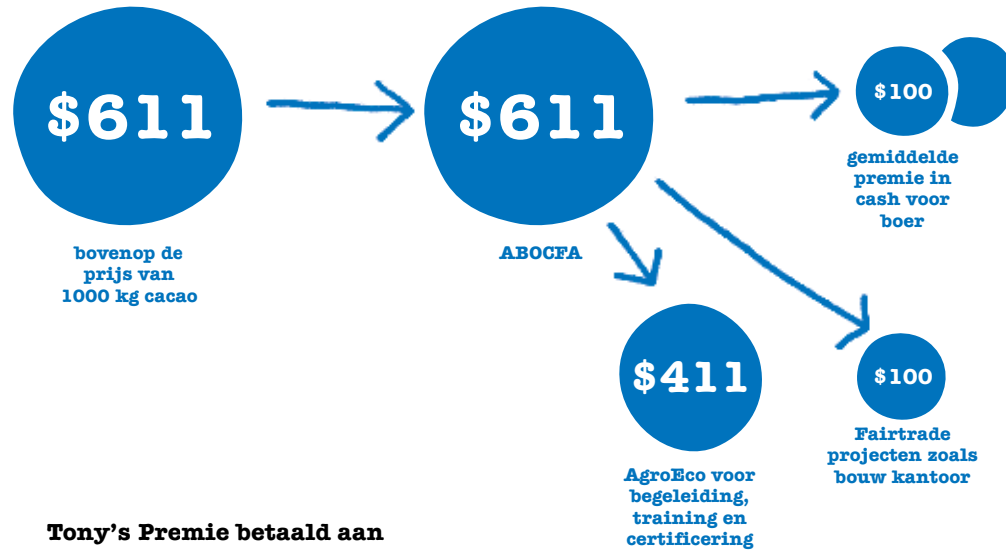 $611
bovenop de
prijs van
1000 kg cacao
$611
ABOCFA
$100
gemiddelde
premie in
cash voor
boer
$411
AgroEco voor
begeleiding,
training en
certificering
$100
Fairtrade
projecten zoals
bouw kantoor
Tony's Premie betaald aan